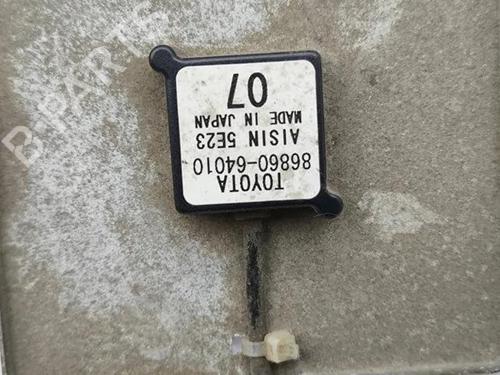 TOYOTA
86860-64010
AISIN 5E23
MADE IN JAPAN
07
B-PARTS